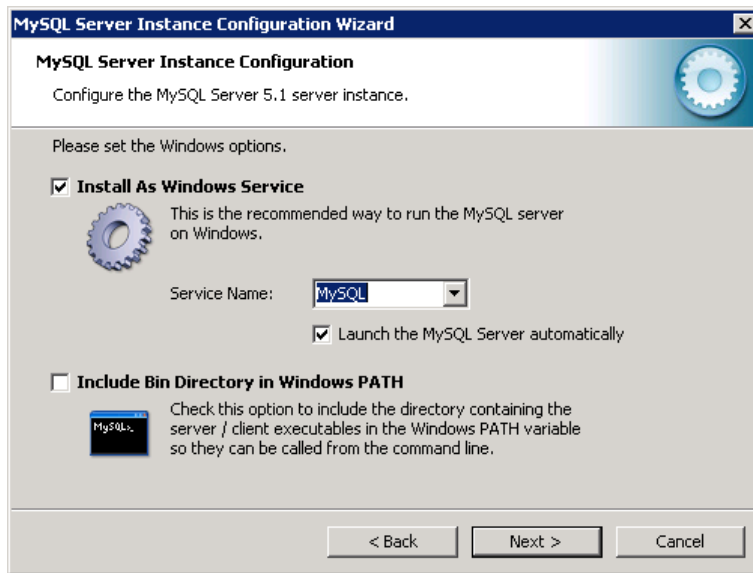 MySQL Server Instance Configuration Wizard
MySQL Server Instance Configuration
Configure the MySQL Server 5.1 server instance.
Please set the Windows options.
Install As Windows Service
This is the recommended way to run the MySQL server
on Windows.
Service Name: MySQL
Launch the MySQL Server automatically
Include Bin Directory in Windows PATH
MySQL>_
Check this option to include the directory containing the
server / client executables in the Windows PATH variable
so they can be called from the command line.
< Back Next > Cancel